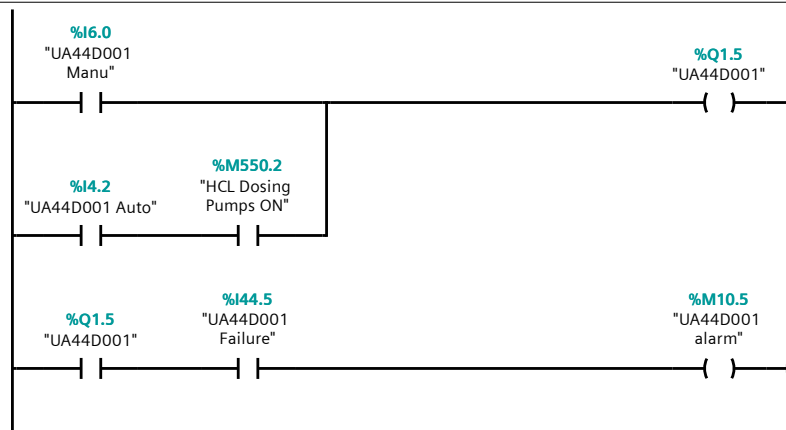 %I6.0
"UA44D001
Manu"
%Q1.5
"UA44D001"
%I4.2
"UA44D001 Auto"
%M550.2
"HCL Dosing
Pumps ON"
%Q1.5
"UA44D001"
%I44.5
"UA44D001
Failure"
%M10.5
"UA44D001
alarm"